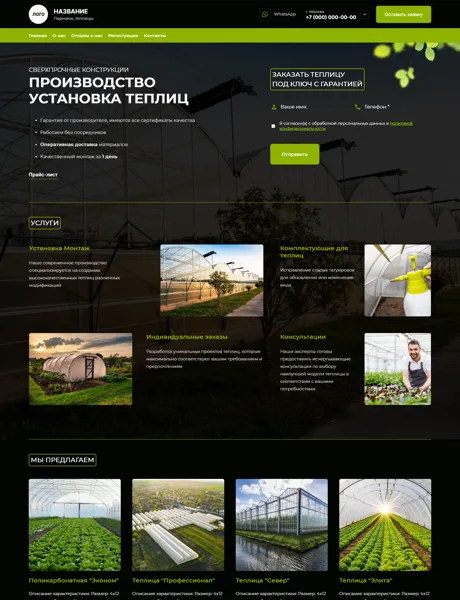 ЛОГО
НАЗВАНИЕ
Парники, теплицы
WhatsApp
г. Москва
+7 (000) 000-00-00
Оставить заявку
Главная О нас Отзывы о нас Регистрация Контакты
СВЕРХПРОЧНЫЕ КОНСТРУКЦИИ
ПРОИЗВОДСТВО
УСТАНОВКА ТЕПЛИЦ
Гарантия от производителя, имеются все сертификаты качества
Работаем без посредников
Оперативная доставка материалов
Качественный монтаж за 1 день
Прайс-лист
ЗАКАЗАТЬ ТЕПЛИЦУ
ПОД КЛЮЧ С ГАРАНТИЕЙ
Ваше имя:
Телефон *
Я согласен(а) с обработкой персональных данных и политикой
конфиденциальности
Отправить
УСЛУГИ
Установка Монтаж
Наше современное производство
специализируется на создании
высококачественных теплиц различных
модификаций
Комплектующие для
теплиц
Исправление старых татуировок
для обновления или изменения
вида
Индивидуальные заказы
Разработка уникальных проектов теплиц, которые
максимально соответствуют вашим требованиям и
предпочтениям
Консультации
Наши эксперты готовы
предоставить исчерпывающие
консультации по выбору
наилучшей модели теплицы в
соответствии с вашими
потребностями
МЫ ПРЕДЛАГАЕМ
Поликарбонатная "Эконом"
Описание характеристики: Размер: 4х12
Теплица "Профессионал"
Описание характеристики: Размер: 4х12
Теплица "Север"
Описание характеристики: Размер: 4х12
Теплица "Элита"
Описание характеристики: Размер: 4х12